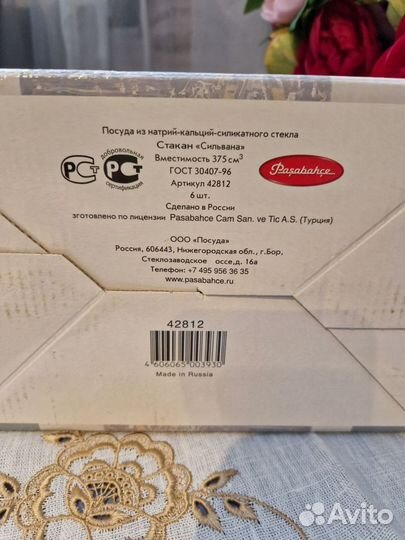 Посуда из натрий-кальций-силикатного стекла
Стакан «Сильвана»
Вместимость 375 см³
ГОСТ 30407-96
Артикул 42812
6 шт.
Сделано в России
зготовлено по лицензии Pasabahce Cam San. ve Tic A.S. (Турция)
добровольная
сертификация
Paşabahçe
ООО «Посуда»
Россия, 606443, Нижегородская обл., г.Бор,
Стеклозаводское оссе,д. 16а
Телефон: +7 495 956 36 35
www.pasabahce.ru
42812
4 606065 003930
Made in Russia
Avito